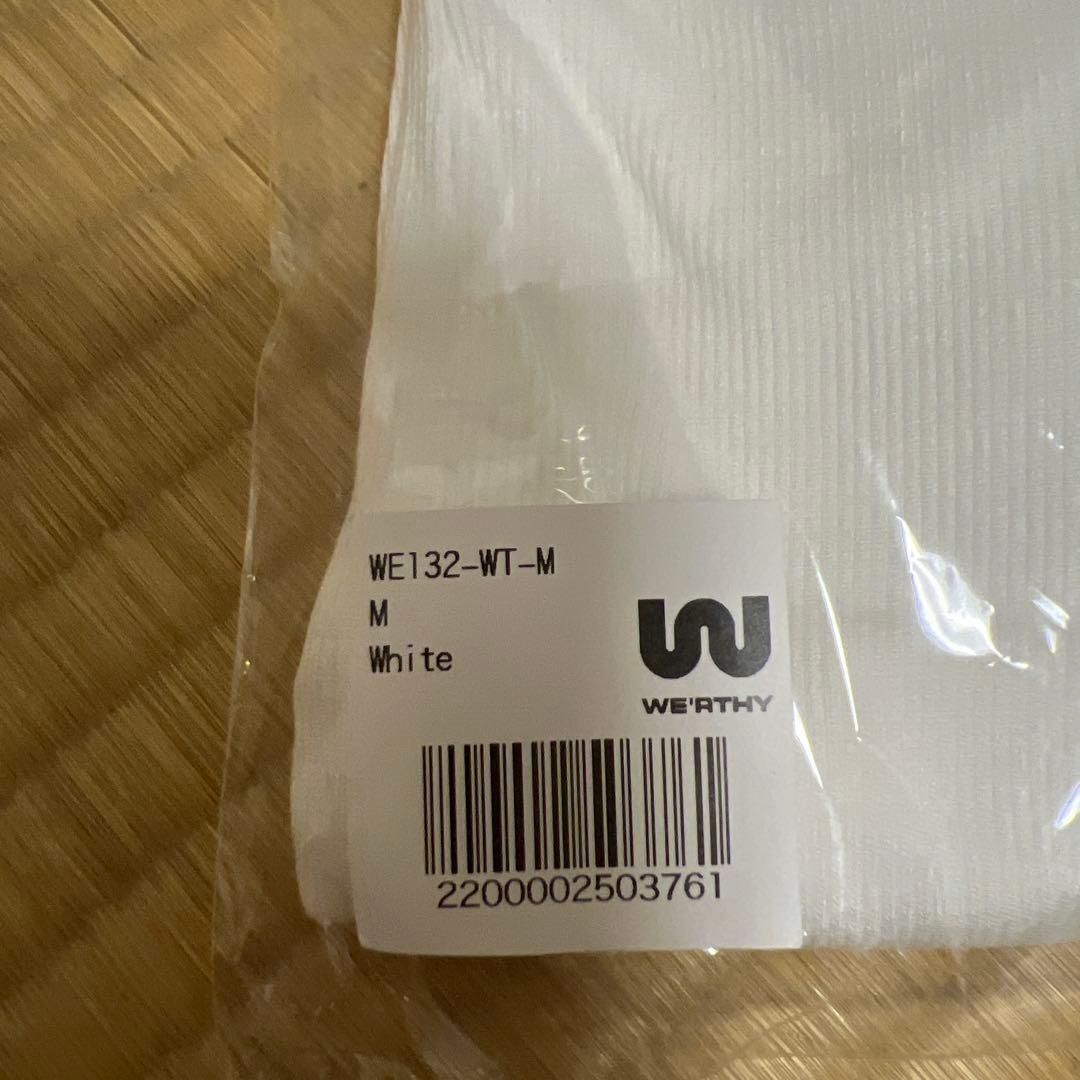 WE132-WT-M
M
White
WE'RTHY
2200002503761